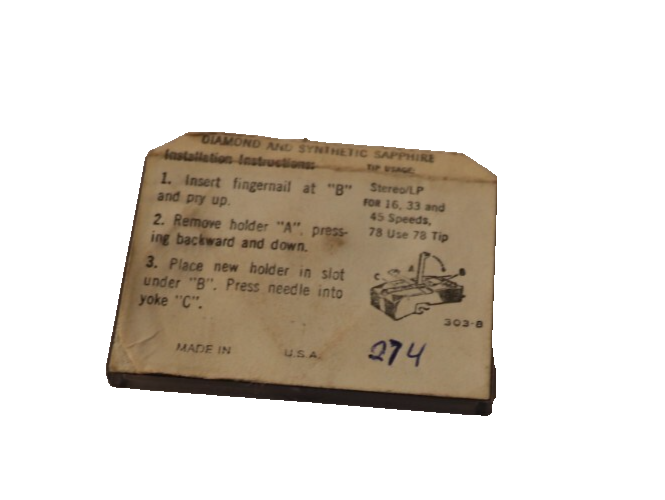 DIAMOND AND SYNTHETIC SAPPHIRE
Installation Instructions:
1. Insert fingernail at "B"
and pry up.
2. Remove holder "A", press-
ing backward and down.
3. Place new holder in slot
under "B". Press needle into
yoke "C".
TIP USAGE:
Stereo/LP
FOR 16, 33 and
45 Speeds,
78 Use 78 Tip
A
B
C
303-8
MADE IN U.S.A.
274